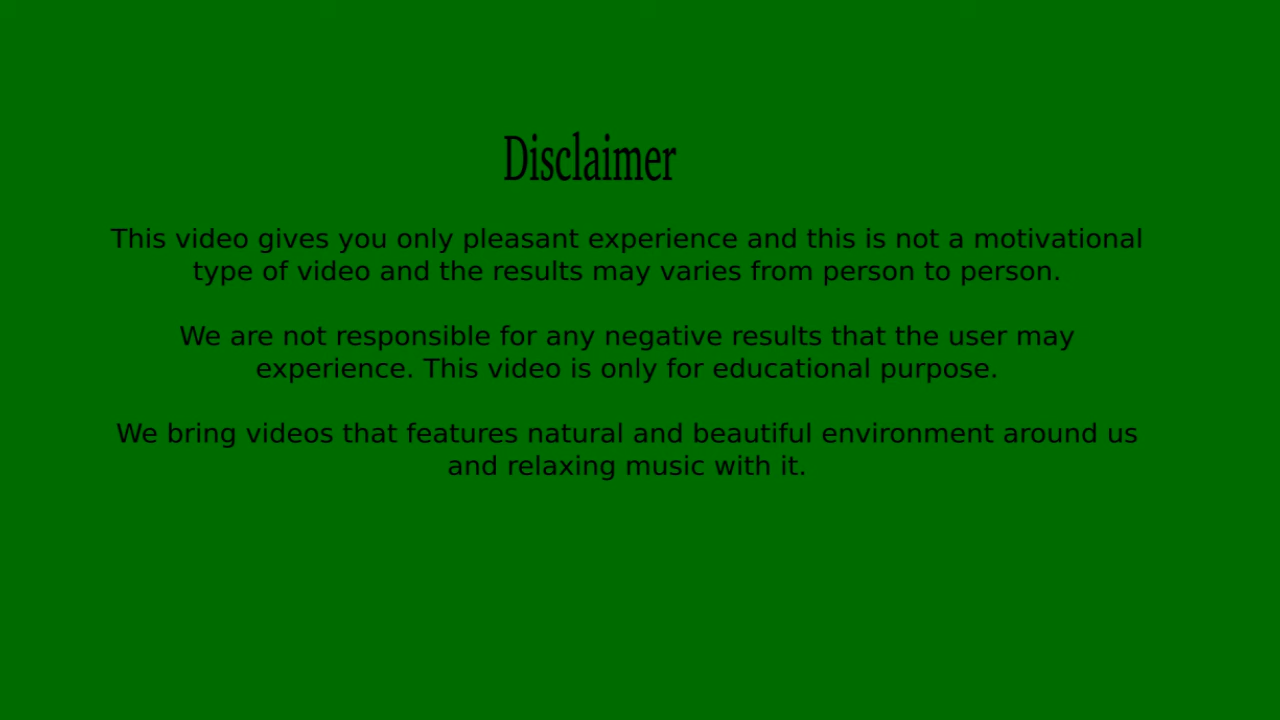 Disclaimer
This video gives you only pleasant experience and this is not a motivational
type of video and the results may varies from person to person.
We are not responsible for any negative results that the user may
experience. This video is only for educational purpose.
We bring videos that features natural and beautiful environment around us
and relaxing music with it.